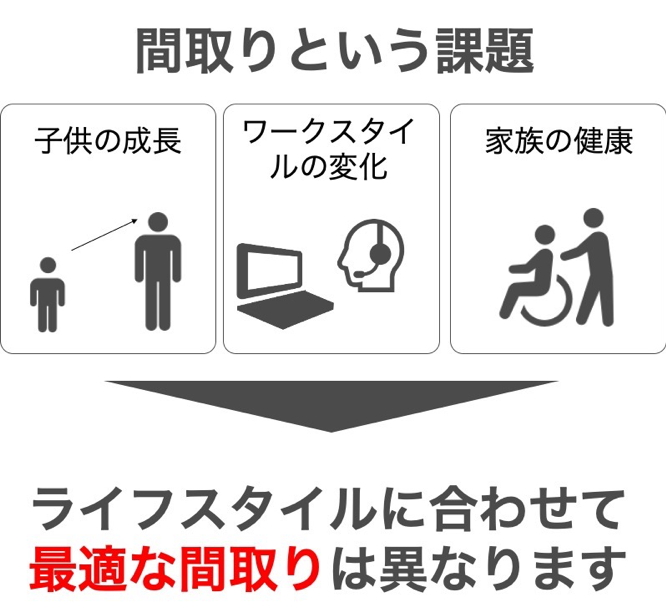 間取りという課題
子供の成長
ワークスタイ
ルの変化
家族の健康
ライフスタイルに合わせて
最適な間取りは異なります